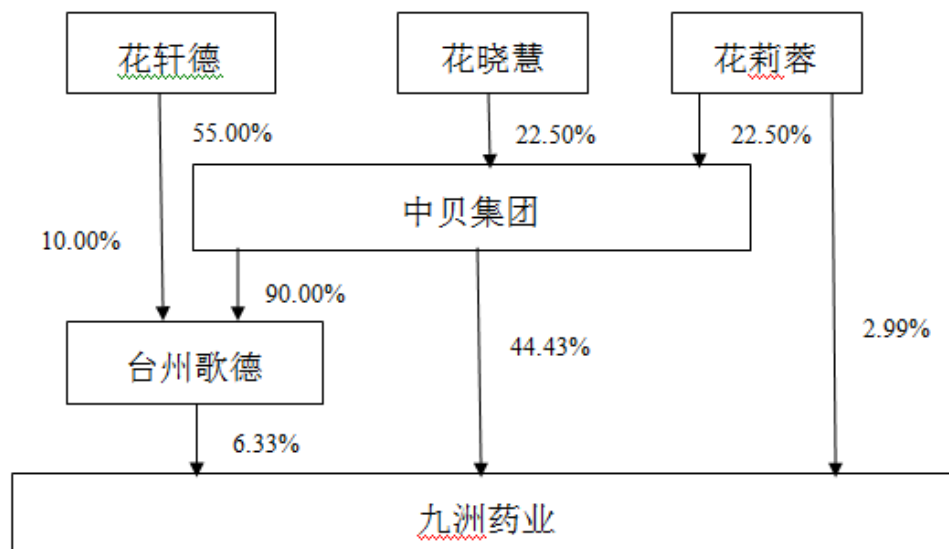 花轩德
花晓慧
花莉蓉
55.00%
22.50%
22.50%
中贝集团
10.00%
90.00%
台州歌德
44.43%
2.99%
6.33%
九洲药业